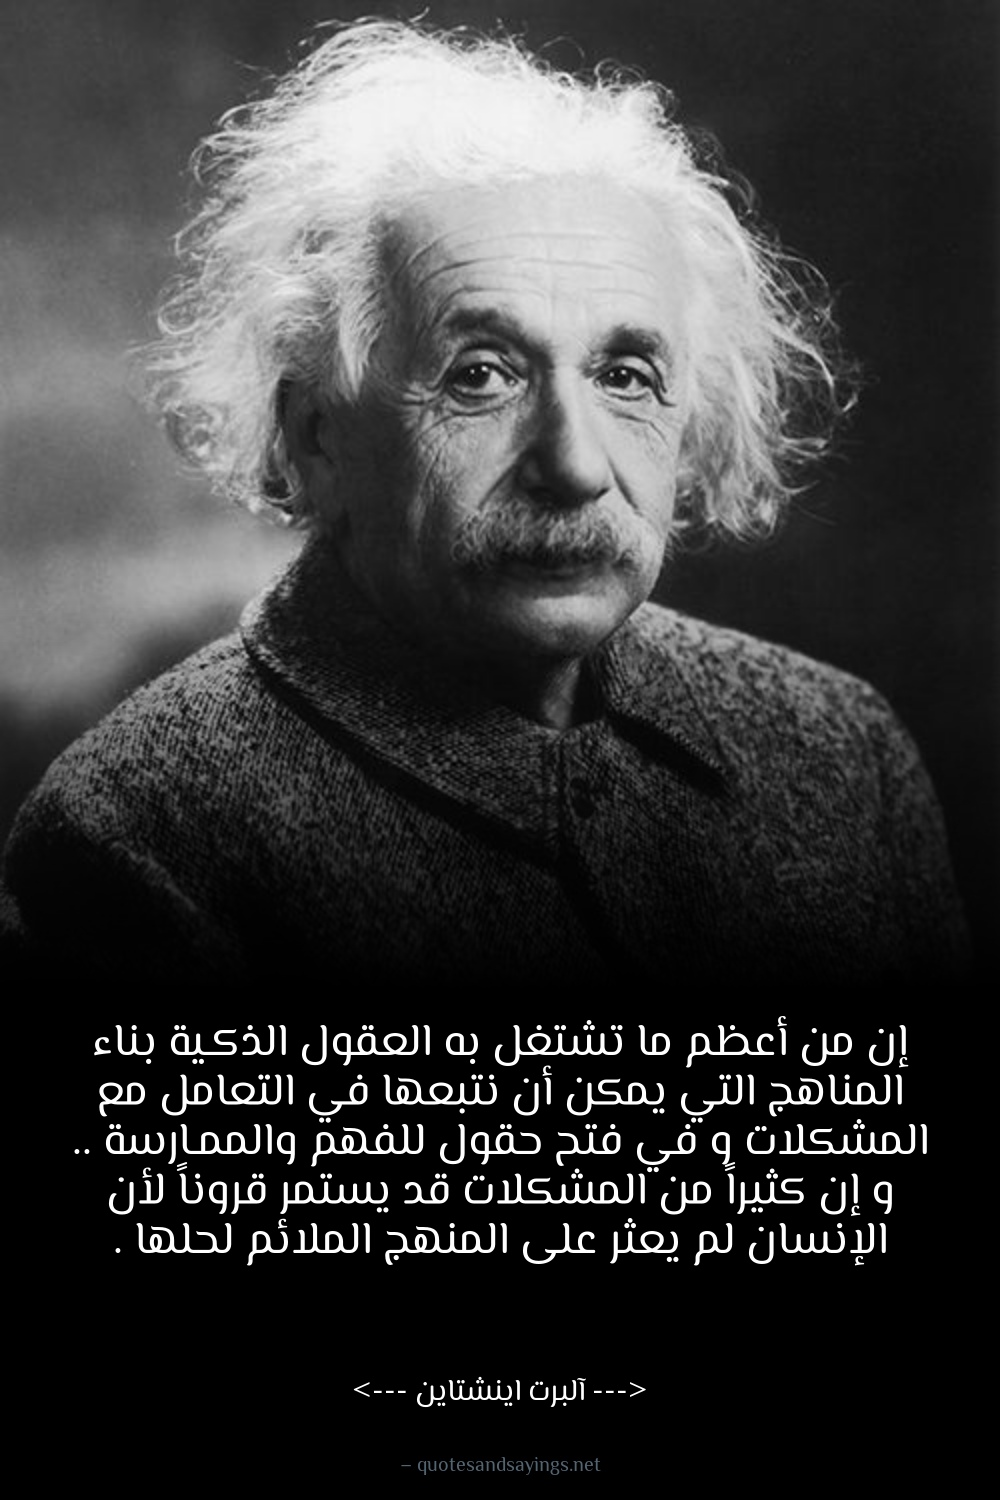 إن من أعظم ما تشتغل به العقول الذكية بناء
المناهج التي يمكن أن نتبعها في التعامل مع
المشكلات و في فتح حقول للفهم والممارسة ..
و إن كثيراً من المشكلات قد يستمر قروناً لأن
الإنسان لم يعثر على المنهج الملائم لحلها .
<--- آلبرت اينشتاين --->
– quotesandsayings.net